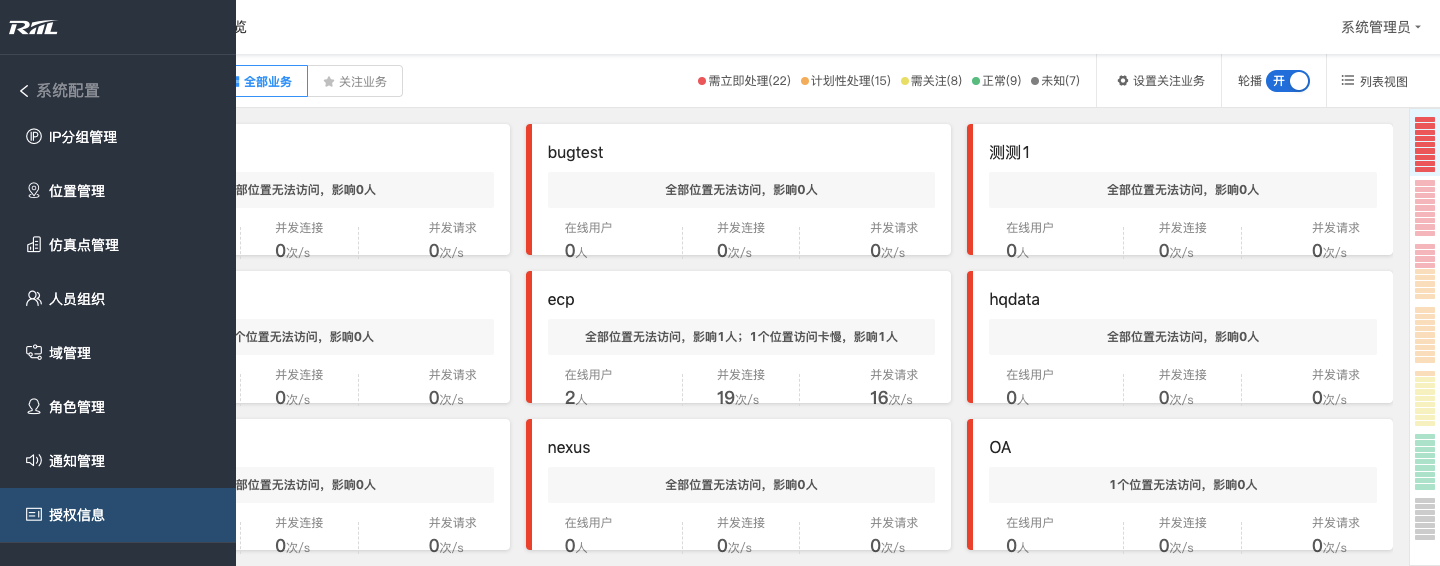 RIIL
览
系统管理员
系统配置
IP分组管理
位置管理
仿真点管理
人员组织
域管理
角色管理
通知管理
授权信息
全部业务
关注业务
需立即处理(22) 计划性处理(15) 需关注(8) 正常(9) 未知(7)
设置关注业务
轮播 开
列表视图
部位置无法访问，影响0人
并发连接 并发请求
0次/s 0次/s
bugtest
全部位置无法访问，影响0人
在线用户 并发连接 并发请求
0人 0次/s 0次/s
测测1
全部位置无法访问，影响0人
在线用户 并发连接 并发请求
0人 0次/s 0次/s
个位置无法访问，影响0人
并发连接 并发请求
0次/s 0次/s
ecp
全部位置无法访问，影响1人；1个位置访问卡慢，影响1人
在线用户 并发连接 并发请求
2人 19次/s 16次/s
hqdata
全部位置无法访问，影响0人
在线用户 并发连接 并发请求
0人 0次/s 0次/s
部位置无法访问，影响0人
并发连接 并发请求
0次/s 0次/s
nexus
全部位置无法访问，影响0人
在线用户 并发连接 并发请求
0人 0次/s 0次/s
OA
1个位置无法访问，影响0人
在线用户 并发连接 并发请求
0人 0次/s 0次/s